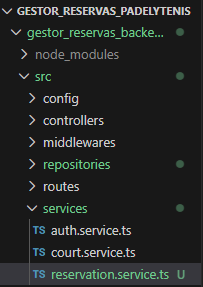 GESTOR_RESERVAS_PADELYTENIS
gestor_reservas_backe...
node_modules
src
config
controllers
middlewares
repositories
routes
services
TS auth.service.ts
TS court.service.ts
TS reservation.service.ts U